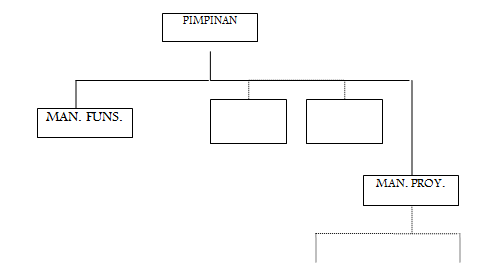 PIMPINAN
MAN. FUNS.
MAN. PROY.